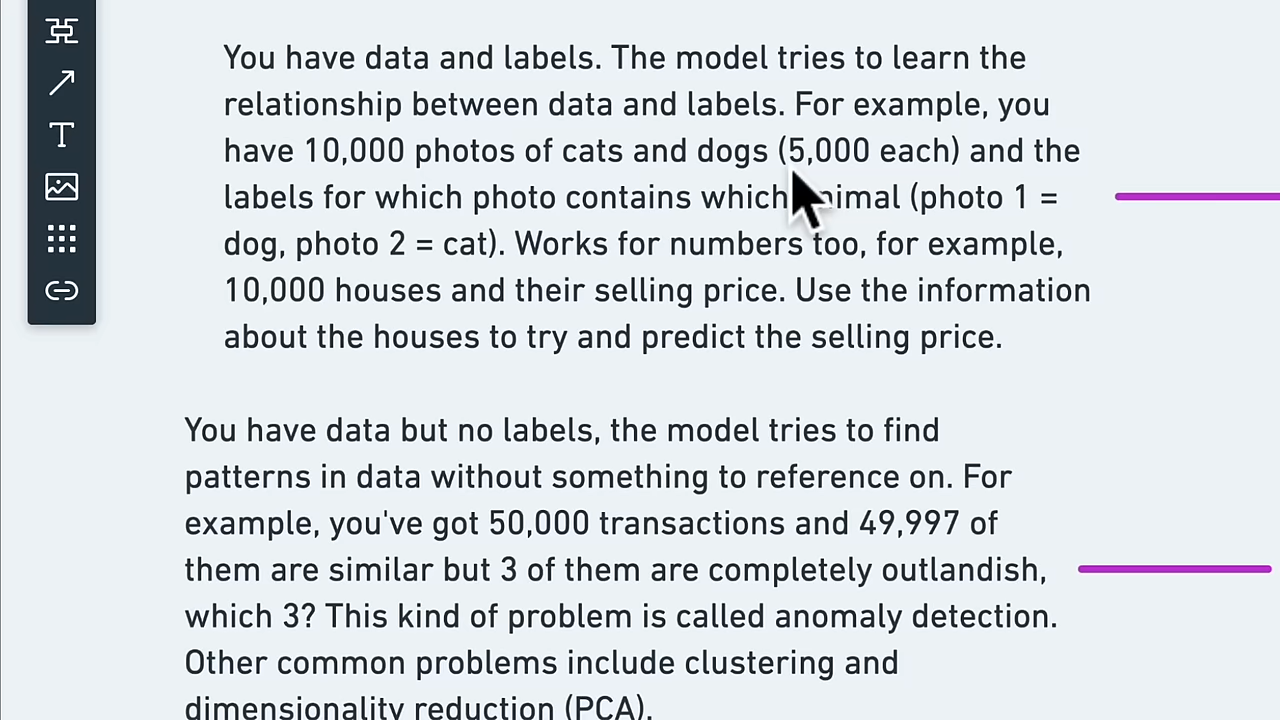 You have data and labels. The model tries to learn the
relationship between data and labels. For example, you
have 10,000 photos of cats and dogs (5,000 each) and the
labels for which photo contains which (photo 1 =
dog, photo 2 = cat). Works for numbers too, for example,
10,000 houses and their selling price. Use the information
about the houses to try and predict the selling price.
You have data but no labels, the model tries to find
patterns in data without something to reference on. For
example, you've got 50,000 transactions and 49,997 of
them are similar but 3 of them are completely outlandish,
which 3? This kind of problem is called anomaly detection.
Other common problems include clustering and
dimensionality reduction (PCA).